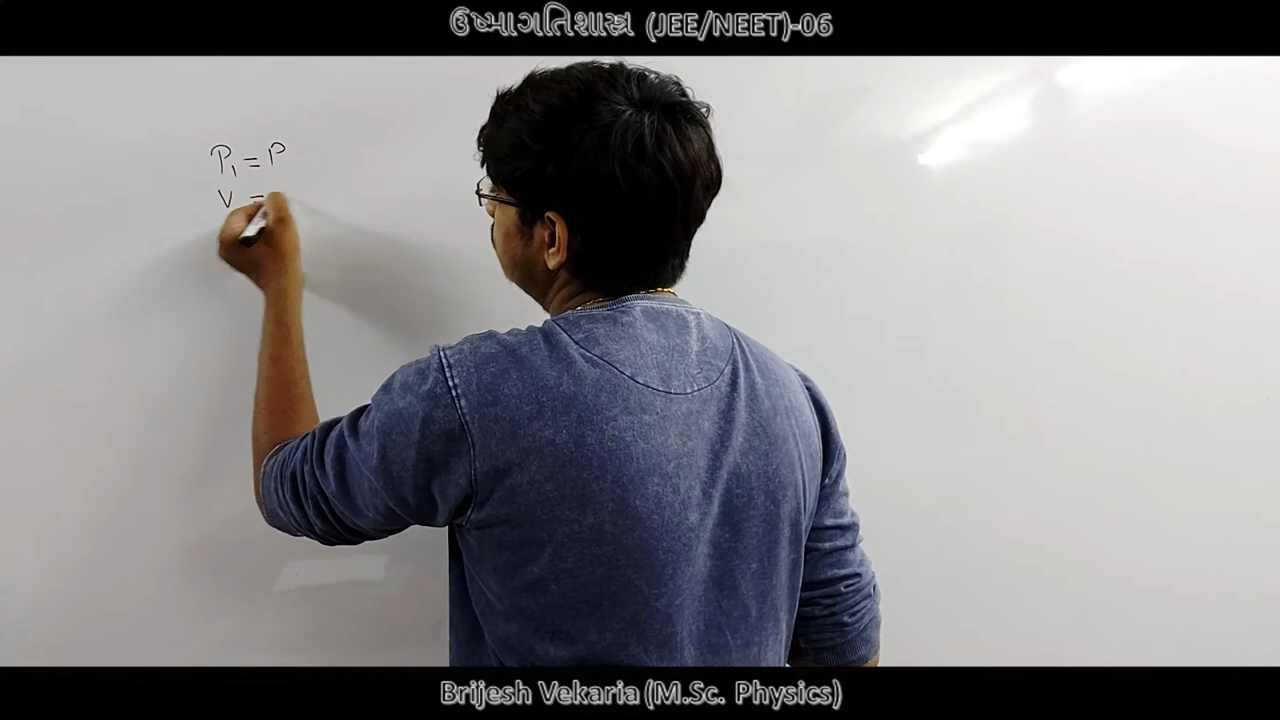 ઉષ્માગતિશાસ્ત્ર (JEE/NEET)-06
P₁ = P
V =
Brijesh Vekaria (M.Sc. Physics)